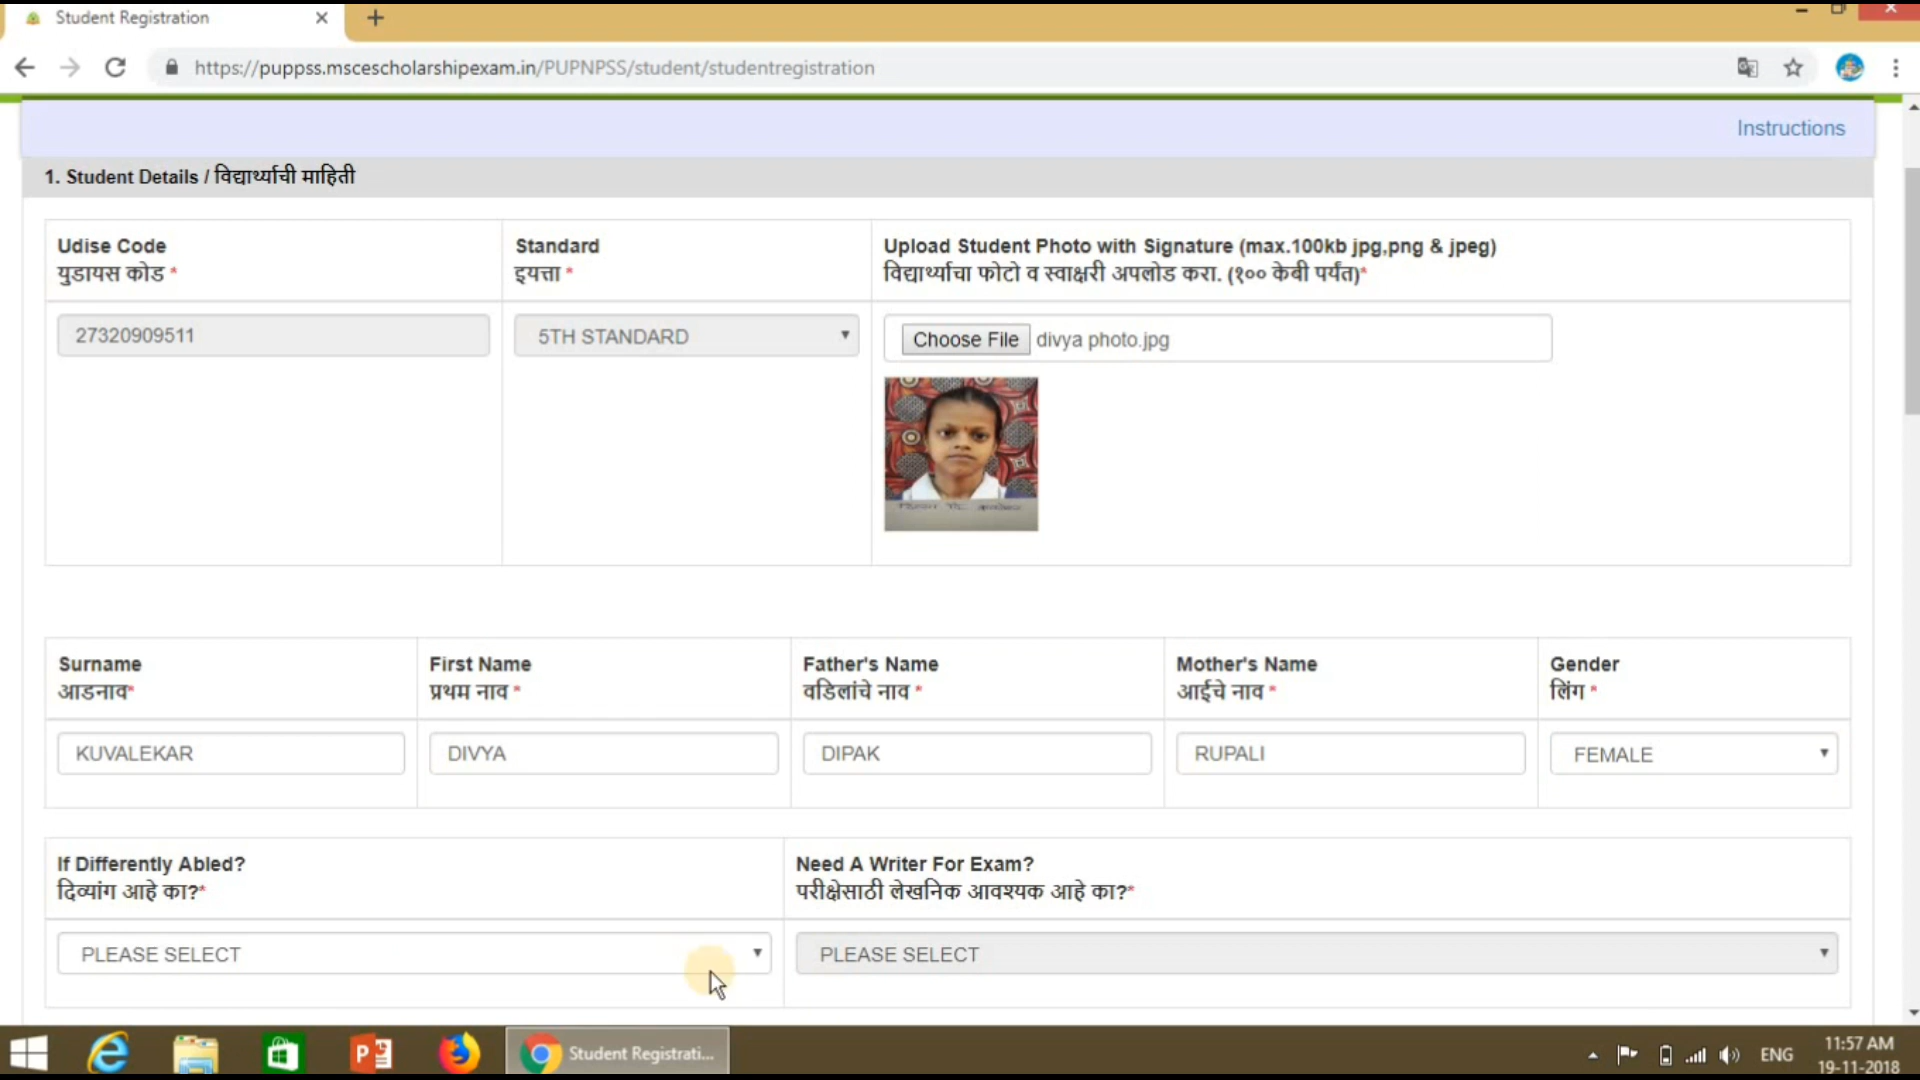 Student Registration
https://puppss.mscescholarshipexam.in/PUPNPSS/student/studentregistration
Instructions
1. Student Details / विद्यार्थ्याची माहिती
Udise Code
युडायस कोड *
Standard
इयत्ता *
Upload Student Photo with Signature (max.100kb jpg,png & jpeg)
विद्यार्थ्याचा फोटो व स्वाक्षरी अपलोड करा. (१०० केबी पर्यंत)*
27320909511
5TH STANDARD
Choose File divya photo.jpg
Surname
आडनाव*
First Name
प्रथम नाव *
Father's Name
वडिलांचे नाव *
Mother's Name
आईचे नाव *
Gender
लिंग *
KUVALEKAR
DIVYA
DIPAK
RUPALI
FEMALE
If Differently Abled?
दिव्यांग आहे का?*
Need A Writer For Exam?
परीक्षेसाठी लेखनिक आवश्यक आहे का?*
PLEASE SELECT
PLEASE SELECT
Student Registrati...
ENG
11:57 AM
19-11-2018